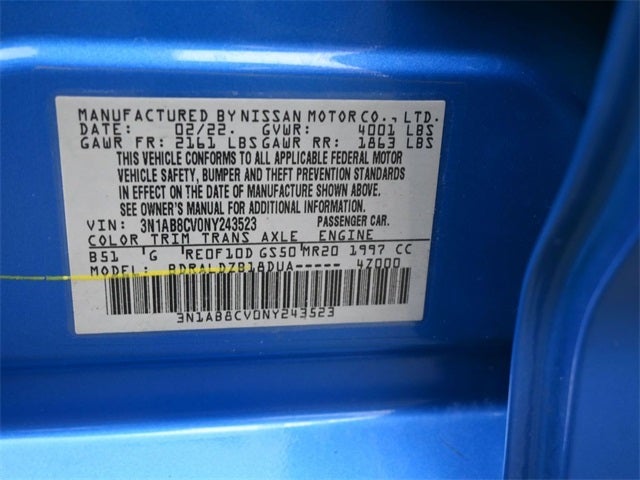 MANUFACTURED BY NISSAN MOTOR CO., LTD.
DATE: 02/22. GVWR: 4001 LBS
GAWR FR: 2161 LBS GAWR RR: 1863 LBS
THIS VEHICLE CONFORMS TO ALL APPLICABLE FEDERAL MOTOR
VEHICLE SAFETY, BUMPER AND THEFT PREVENTION STANDARDS
IN EFFECT ON THE DATE OF MANUFACTURE SHOWN ABOVE.
SEE OWNER'S MANUAL FOR ADDITIONAL INFORMATION.
VIN: 3N1AB8CV0NY243523 PASSENGER CAR.
COLOR TRIM TRANS AXLE ENGINE
B51 'G RE0F10D GS50 MR20 1997 CC
MODEL: BDRALDZB18DUA----- 47000
3N1AB8CV0NY243523